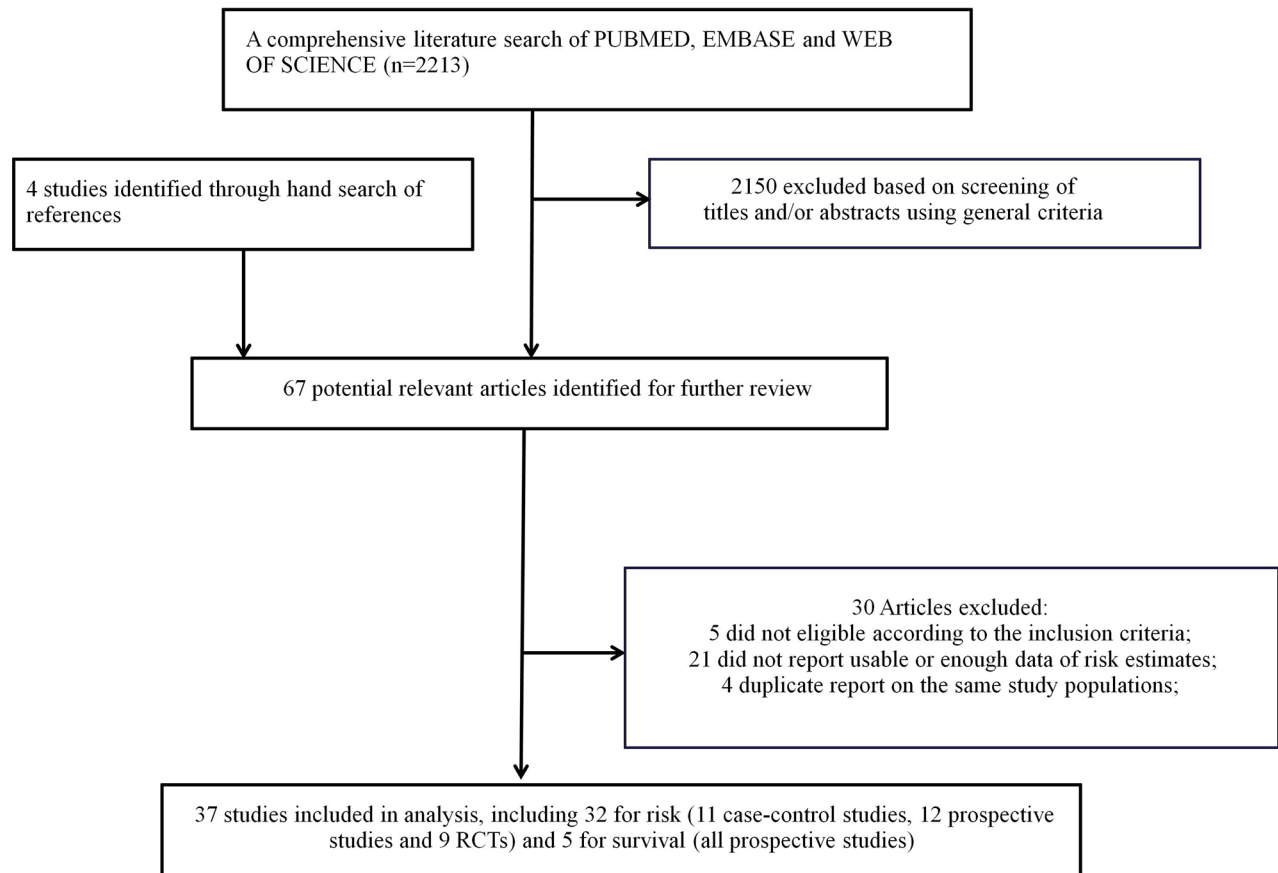 A comprehensive literature search of PUBMED, EMBASE and WEB
OF SCIENCE (n=2213)
4 studies identified through hand search of
references
2150 excluded based on screening of
titles and/or abstracts using general criteria
67 potential relevant articles identified for further review
30 Articles excluded:
5 did not eligible according to the inclusion criteria;
21 did not report usable or enough data of risk estimates;
4 duplicate report on the same study populations;
37 studies included in analysis, including 32 for risk (11 case-control studies, 12 prospective
studies and 9 RCTs) and 5 for survival (all prospective studies)